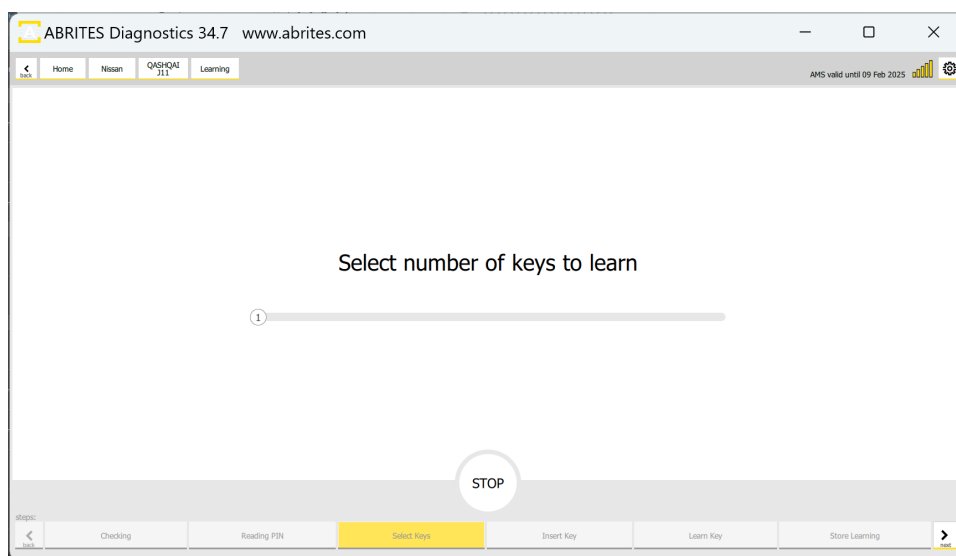 ABRITES Diagnostics 34.7 www.abrites.com
back
Home
Nissan
QASHQAI
J11
Learning
AMS valid until 09 Feb 2025
Select number of keys to learn
1
STOP
steps:
back
Checking
Reading PIN
Select Keys
Insert Key
Learn Key
Store Learning
next